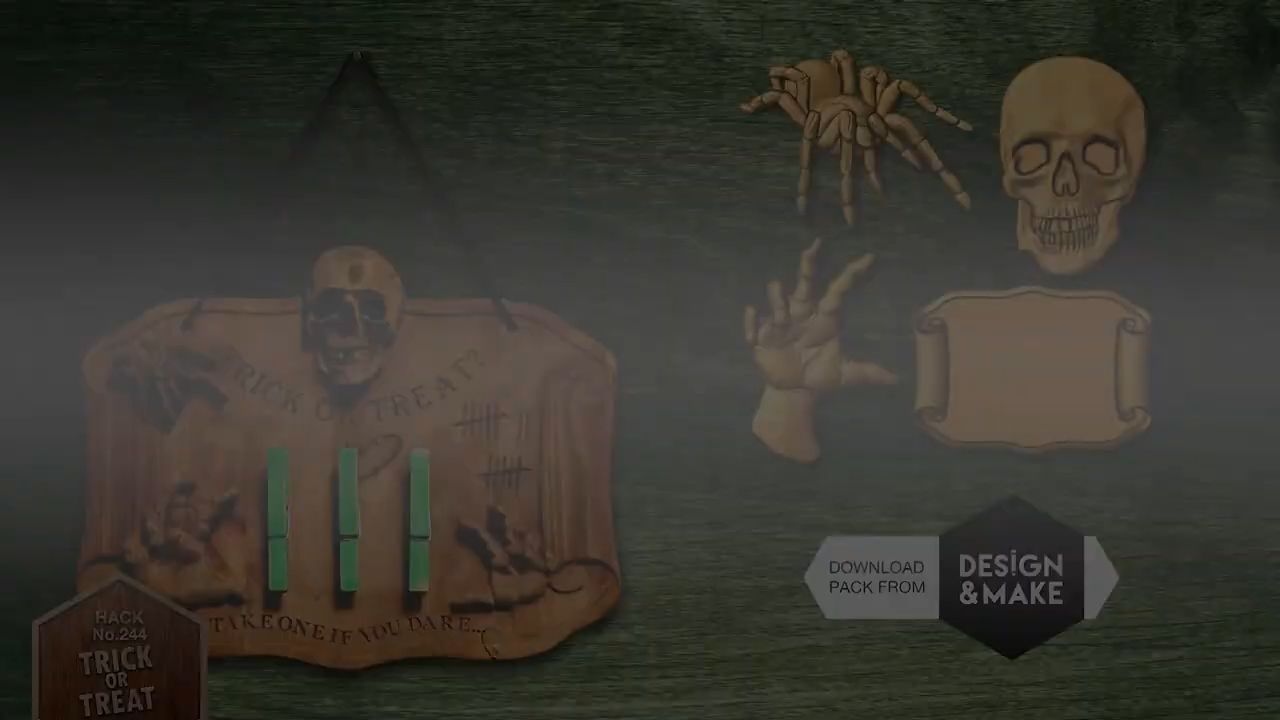 TRICK OR TREAT?
TAKE ONE IF YOU DARE...
HACK
No.244
TRICK
OR
TREAT
DOWNLOAD
PACK FROM
DESIGN
&MAKE